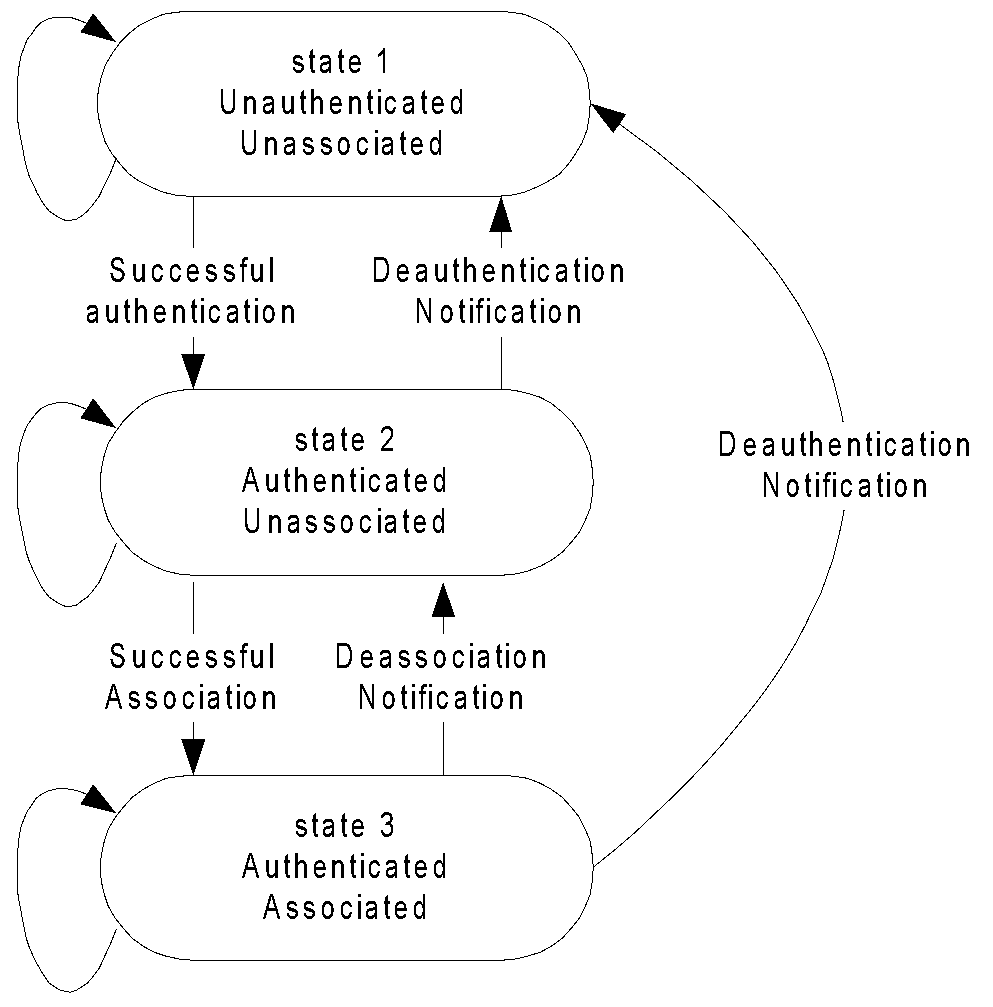 state 1
Unauthenticated
Unassociated
Successful
authentication
Deauthentication
Notification
state 2
Authenticated
Unassociated
Deauthentication
Notification
Successful
Association
Deassociation
Notification
state 3
Authenticated
Associated